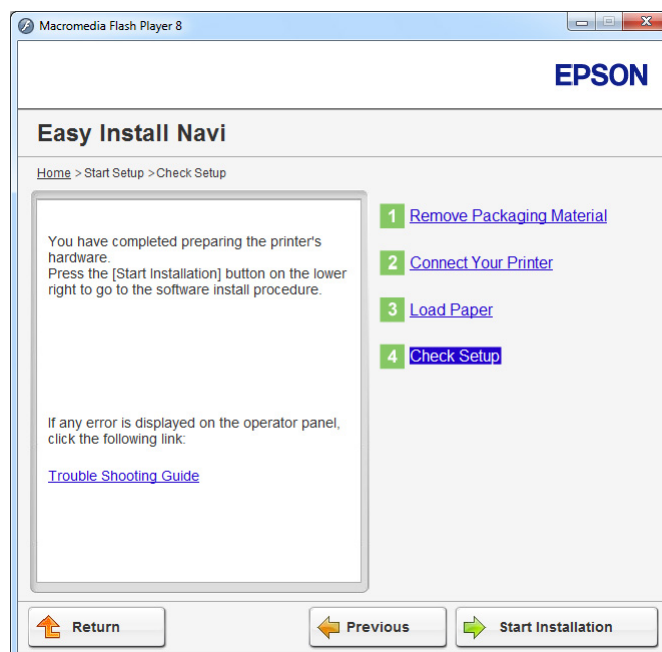 Macromedia Flash Player 8
EPSON
Easy Install Navi
Home > Start Setup > Check Setup
You have completed preparing the printer's
hardware.
Press the [Start Installation] button on the lower
right to go to the software install procedure.
If any error is displayed on the operator panel,
click the following link:
Trouble Shooting Guide
1 Remove Packaging Material
2 Connect Your Printer
3 Load Paper
4 Check Setup
Return
Previous
Start Installation